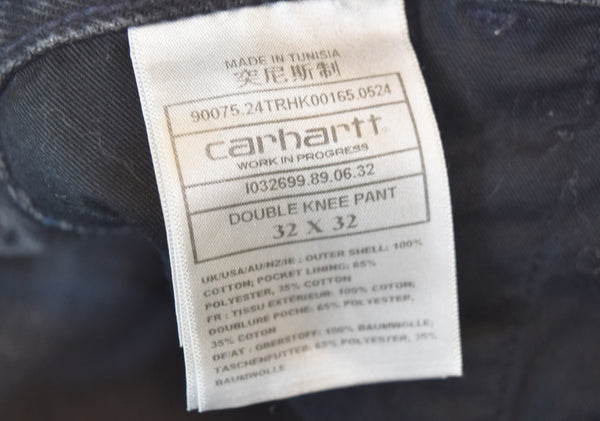 MADE IN TUNISIA
突尼斯制
90075.24TRHK00165.0524
carhartt
WORK IN PROGRESS
I032699.89.06.32
DOUBLE KNEE PANT
32 X 32
UK/USA/AU/NZ/IE : OUTER SHELL: 100%
COTTON; POCKET LINING: 65%
POLYESTER, 35% COTTON
FR : TISSU EXTÉRIEUR: 100% COTON;
DOUBLURE POCHE: 65% POLYESTER,
35% COTON
DE/AT : OBERSTOFF: 100% BAUMWOLLE;
TASCHENFUTTER: 65% POLYESTER, 35%
BAUMWOLLE